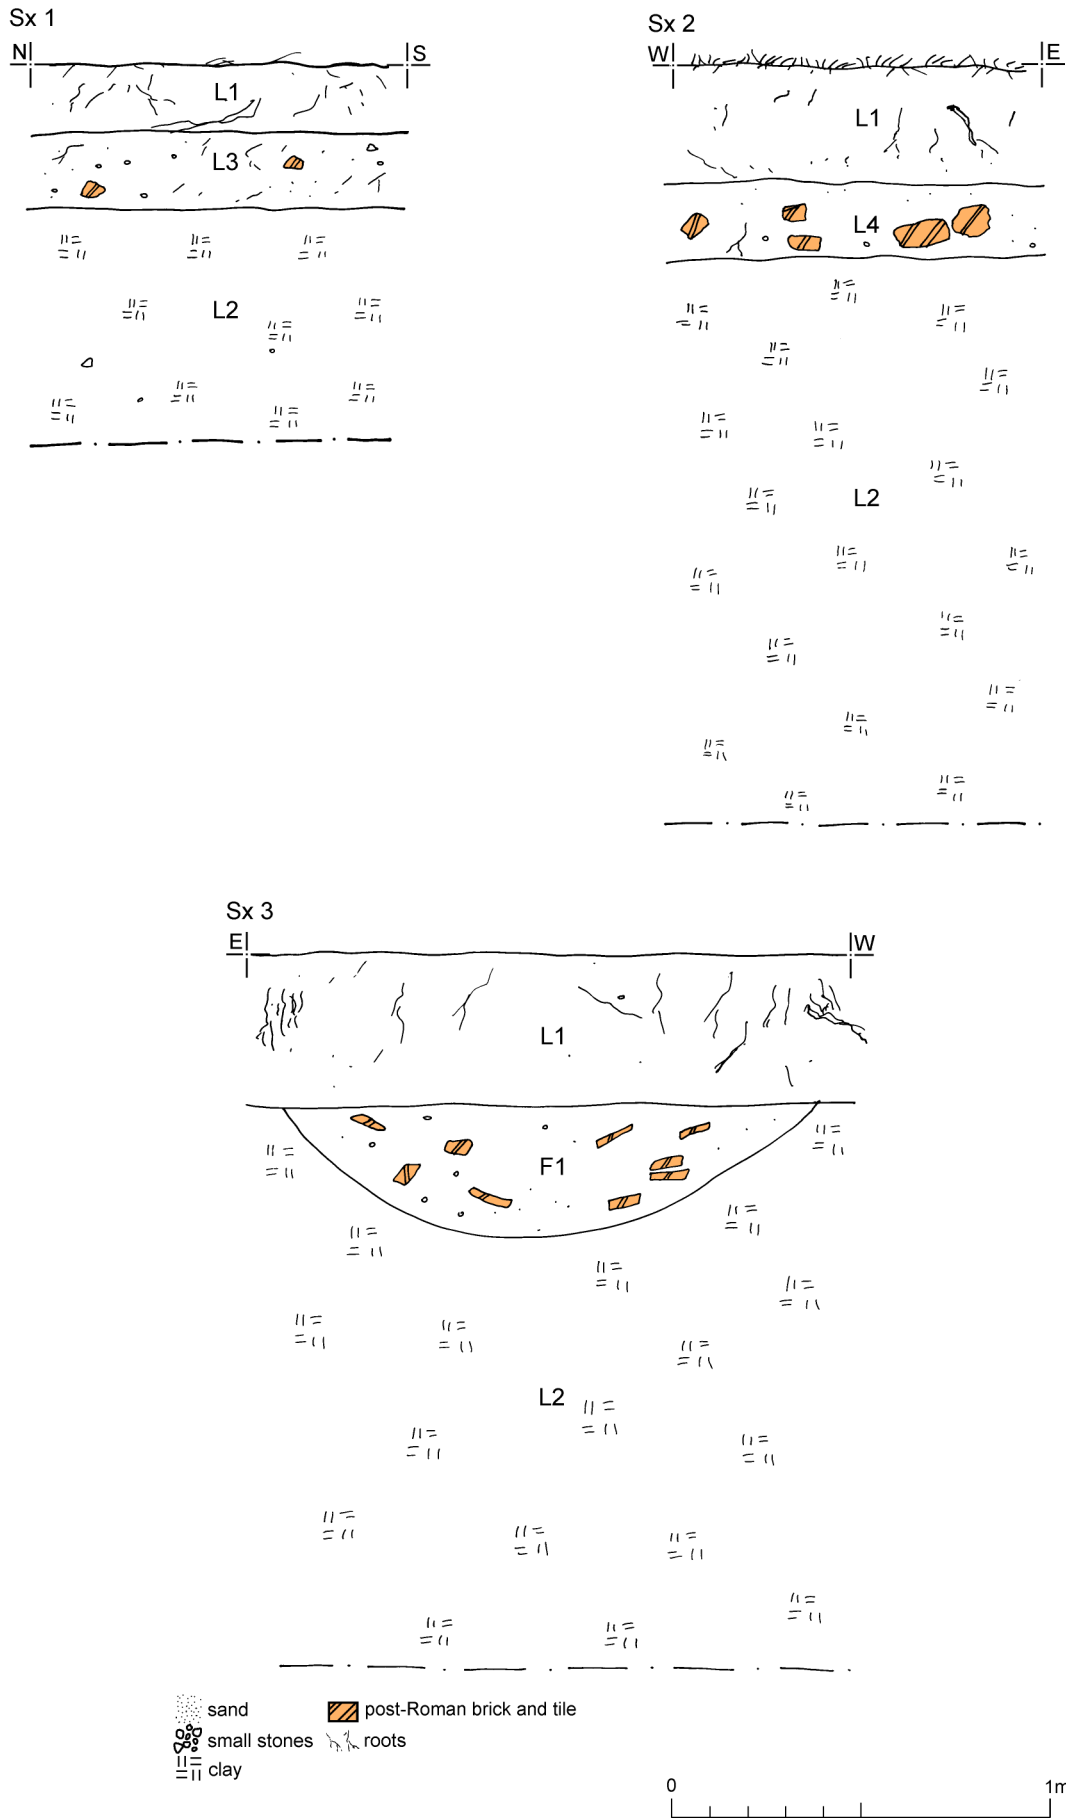 Sx 1
N S
L1
L3
L2
Sx 2
W E
L1
L4
L2
Sx 3
E W
L1
F1
L2
sand
post-Roman brick and tile
small stones
roots
clay
0 1m